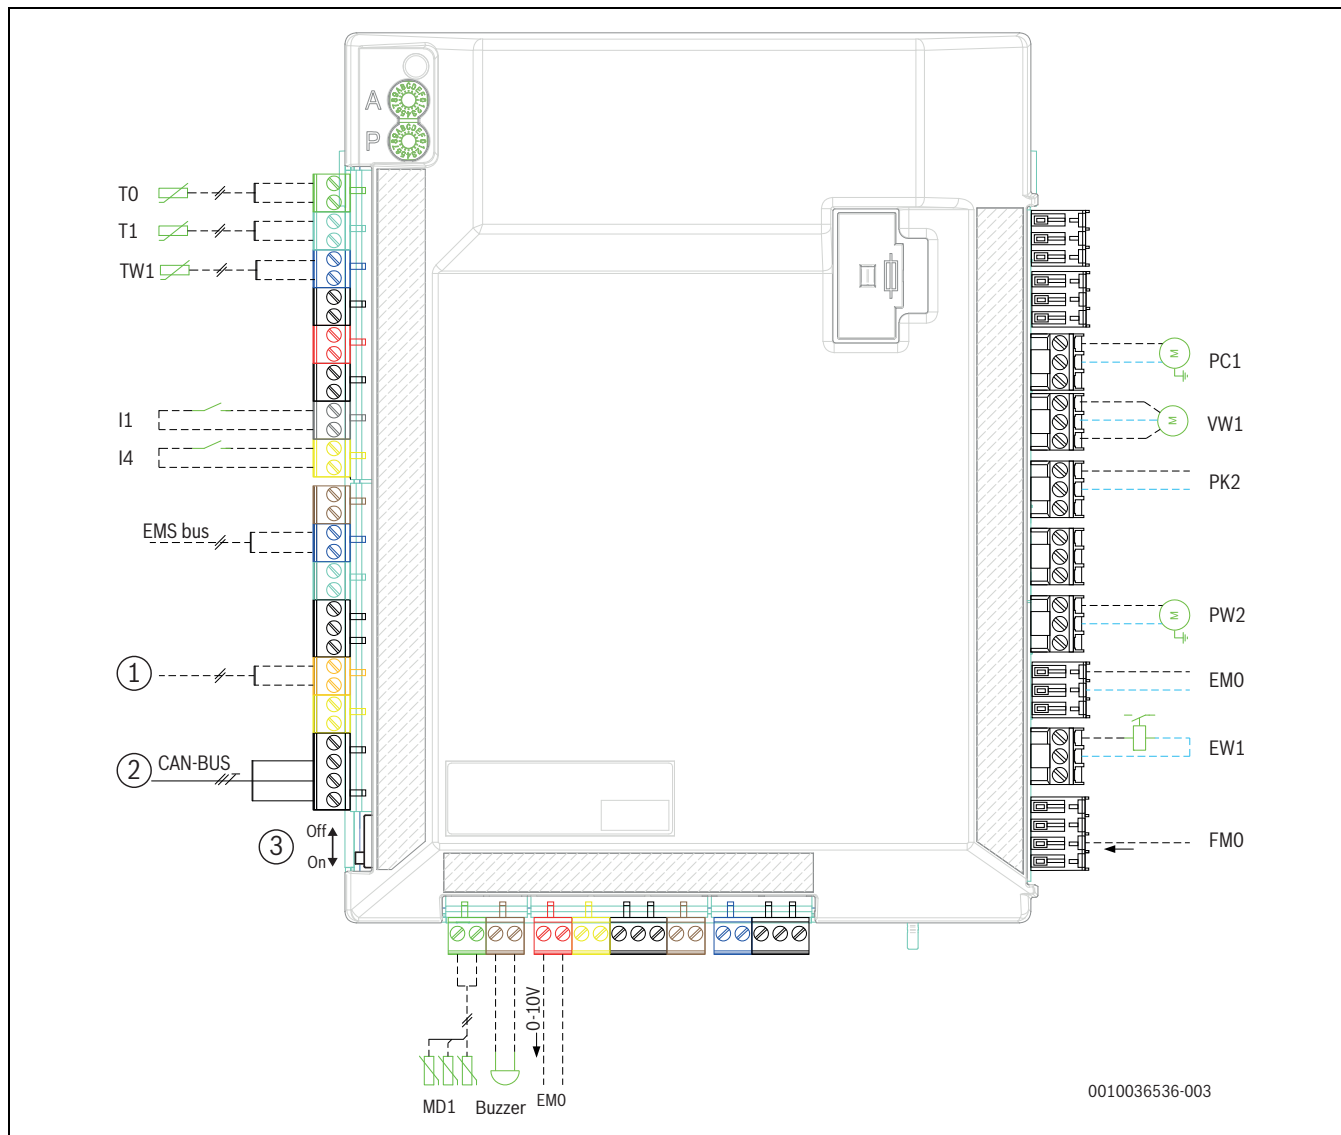 A
P
T0
T1
TW1
I1
I4
EMS bus
1
2 CAN-BUS
3 Off
On
PC1
M
VW1
M
PK2
PW2
M
EM0
EW1
FM0
0-10V
MD1
Buzzer
EM0
0010036536-003